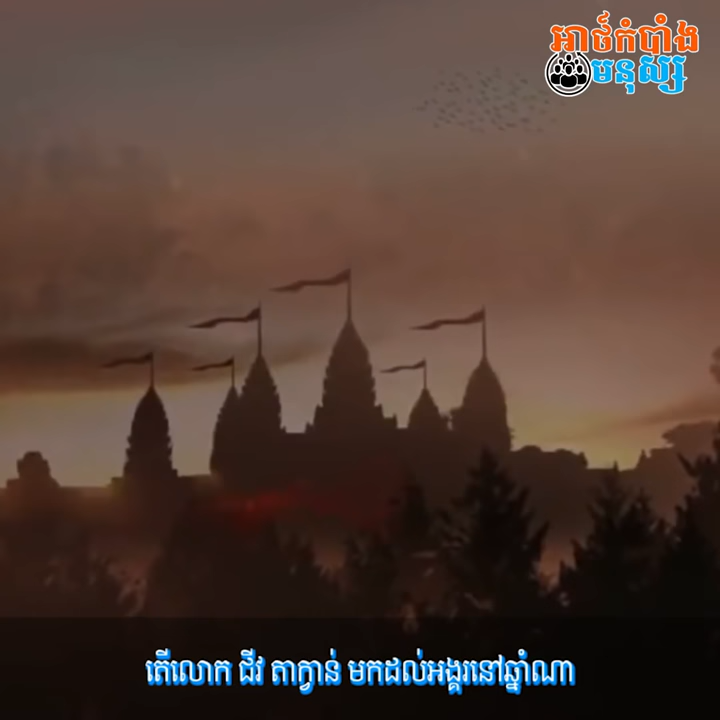 អាថ៌កំបាំង
មនុស្ស
តើលោក ជីវ តាក្វាន់ មកដល់អង្គរនៅឆ្នាំណា